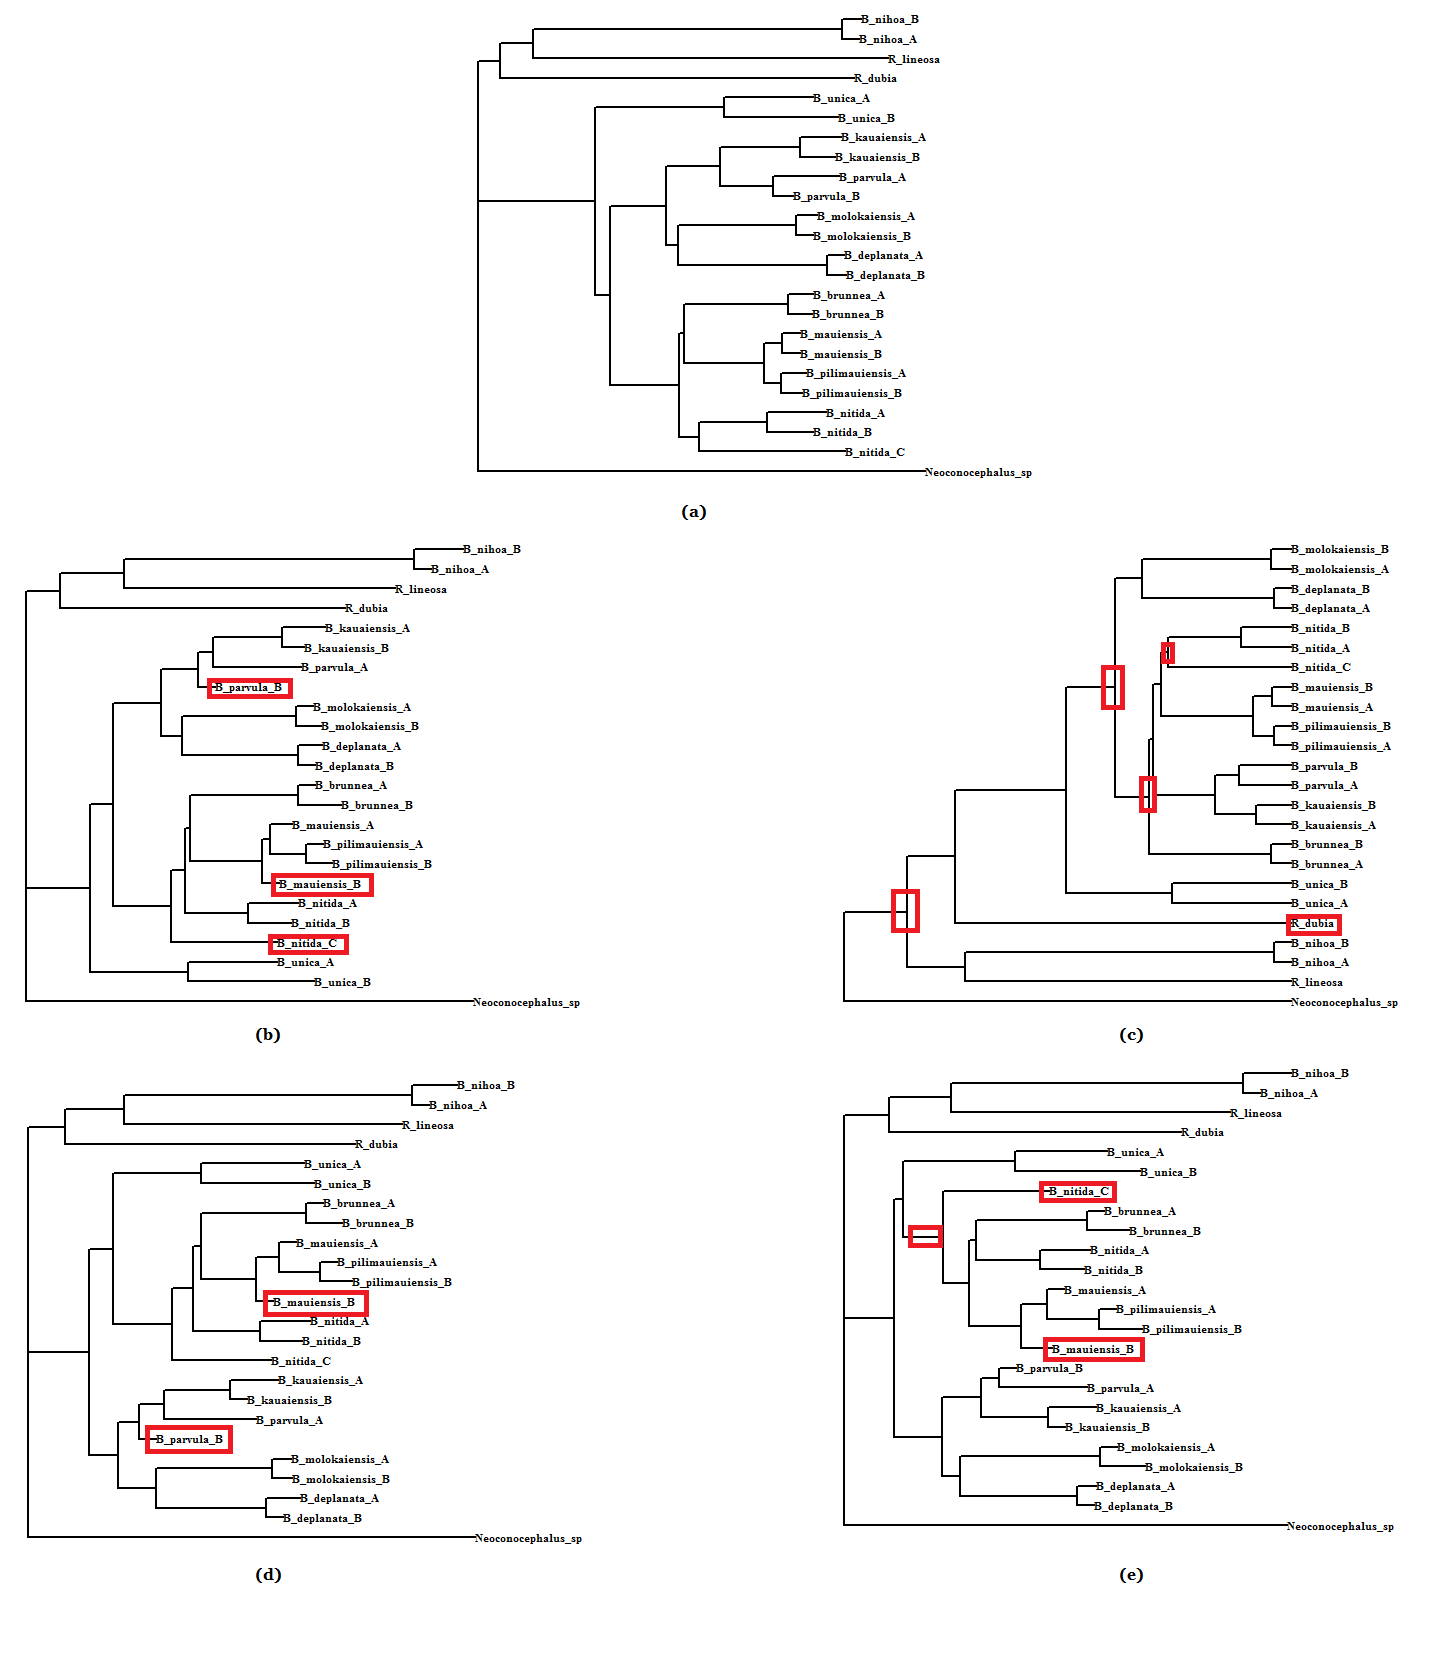 B_nihoa_B
B_nihoa_A
R_lineosa
R_dubia
B_unica_A
B_unica_B
B_kauaiensis_A
B_kauaiensis_B
B_parvula_A
B_parvula_B
B_molokaiensis_A
B_molokaiensis_B
B_deplanata_A
B_deplanata_B
B_brunnea_A
B_brunnea_B
B_mauiensis_A
B_mauiensis_B
B_pilimauiensis_A
B_pilimauiensis_B
B_nitida_A
B_nitida_B
B_nitida_C
Neoconocephalus_sp
(a)
B_nihoa_B
B_nihoa_A
R_lineosa
R_dubia
B_kauaiensis_A
B_kauaiensis_B
B_parvula_A
B_parvula_B
B_molokaiensis_A
B_molokaiensis_B
B_deplanata_A
B_deplanata_B
B_brunnea_A
B_brunnea_B
B_mauiensis_A
B_pilimauiensis_A
B_pilimauiensis_B
B_mauiensis_B
B_nitida_A
B_nitida_B
B_nitida_C
B_unica_A
B_unica_B
Neoconocephalus_sp
(b)
B_molokaiensis_B
B_molokaiensis_A
B_deplanata_B
B_deplanata_A
B_nitida_B
B_nitida_A
B_nitida_C
B_mauiensis_B
B_mauiensis_A
B_pilimauiensis_B
B_pilimauiensis_A
B_parvula_B
B_parvula_A
B_kauaiensis_B
B_kauaiensis_A
B_brunnea_B
B_brunnea_A
B_unica_B
B_unica_A
R_dubia
B_nihoa_B
B_nihoa_A
R_lineosa
Neoconocephalus_sp
(c)
B_nihoa_B
B_nihoa_A
R_lineosa
R_dubia
B_unica_A
B_unica_B
B_brunnea_A
B_brunnea_B
B_mauiensis_A
B_pilimauiensis_A
B_pilimauiensis_B
B_mauiensis_B
B_nitida_A
B_nitida_B
B_nitida_C
B_kauaiensis_A
B_kauaiensis_B
B_parvula_A
B_parvula_B
B_molokaiensis_A
B_molokaiensis_B
B_deplanata_A
B_deplanata_B
Neoconocephalus_sp
(d)
B_nihoa_B
B_nihoa_A
R_lineosa
R_dubia
B_unica_A
B_unica_B
B_nitida_C
B_brunnea_A
B_brunnea_B
B_nitida_A
B_nitida_B
B_mauiensis_A
B_pilimauiensis_A
B_pilimauiensis_B
B_mauiensis_B
B_parvula_B
B_parvula_A
B_kauaiensis_A
B_kauaiensis_B
B_molokaiensis_A
B_molokaiensis_B
B_deplanata_A
B_deplanata_B
Neoconocephalus_sp
(e)